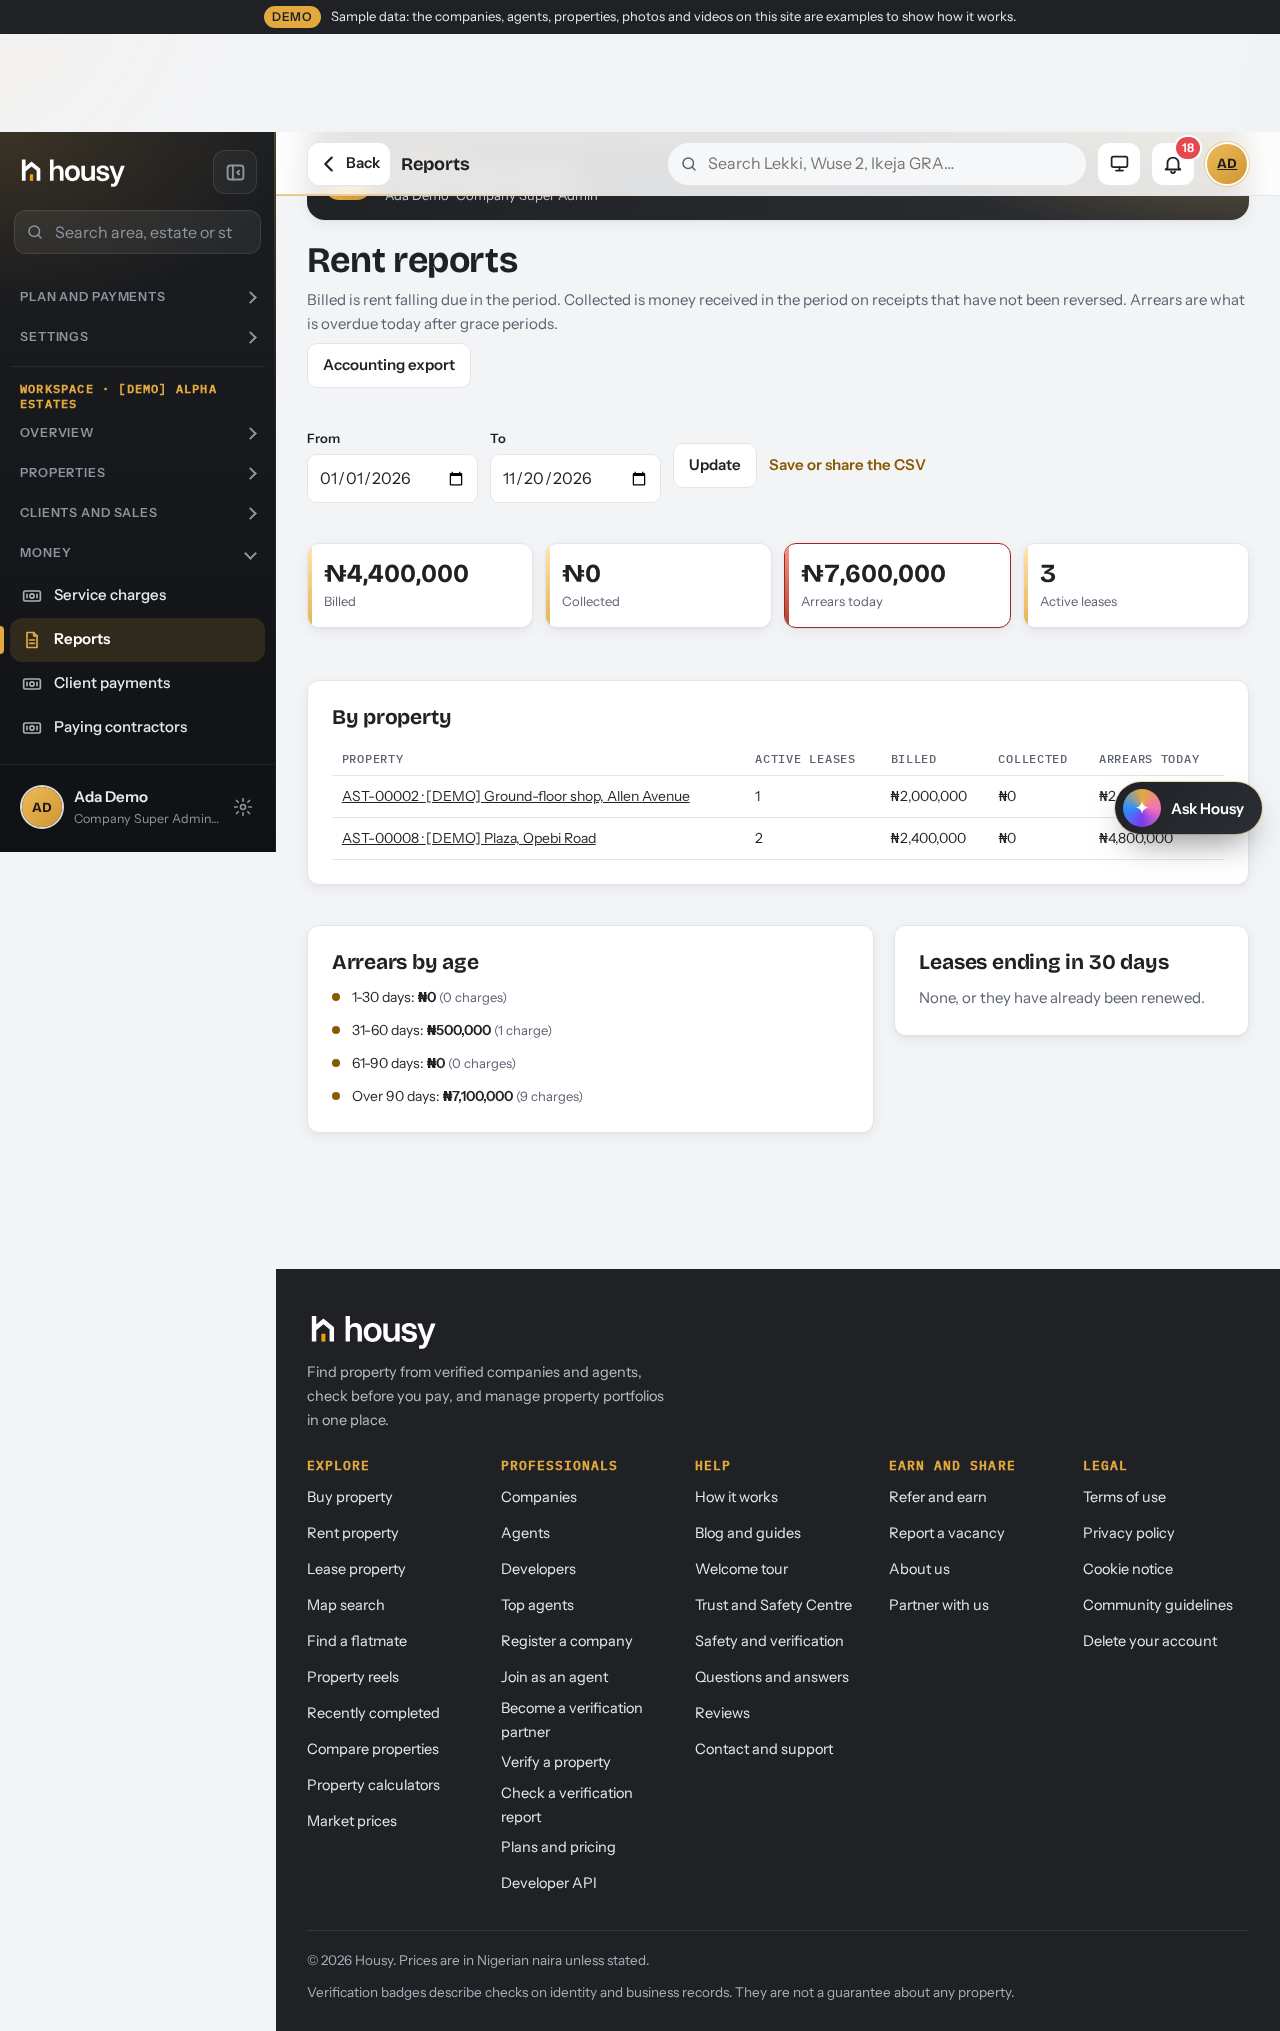 DEMO Sample data: the companies, agents, properties, photos and videos on this site are examples to show how it works.
housy
Search area, estate or st
PLAN AND PAYMENTS
SETTINGS
WORKSPACE · [DEMO] ALPHA
ESTATES
OVERVIEW
PROPERTIES
CLIENTS AND SALES
MONEY
Service charges
Reports
Client payments
Paying contractors
AD
Ada Demo
Company Super Admin...
Back
Reports
Search Lekki, Wuse 2, Ikeja GRA...
18
AD
Ada Demo · Company Super Admin
Rent reports
Billed is rent falling due in the period. Collected is money received in the period on receipts that have not been reversed. Arrears are what
is overdue today after grace periods.
Accounting export
From
To
01/01/2026
11/20/2026
Update
Save or share the CSV
₦4,400,000
Billed
₦0
Collected
₦7,600,000
Arrears today
3
Active leases
By property
PROPERTY ACTIVE LEASES BILLED COLLECTED ARREARS TODAY
AST-00002 · [DEMO] Ground-floor shop, Allen Avenue 1 ₦2,000,000 ₦0
AST-00008 · [DEMO] Plaza, Opebi Road 2 ₦2,400,000 ₦0 ₦4,800,000
Ask Housy
Arrears by age
1-30 days: ₦0 (0 charges)
31-60 days: ₦500,000 (1 charge)
61-90 days: ₦0 (0 charges)
Over 90 days: ₦7,100,000 (9 charges)
Leases ending in 30 days
None, or they have already been renewed.
housy
Find property from verified companies and agents,
check before you pay, and manage property portfolios
in one place.
EXPLORE
Buy property
Rent property
Lease property
Map search
Find a flatmate
Property reels
Recently completed
Compare properties
Property calculators
Market prices
PROFESSIONALS
Companies
Agents
Developers
Top agents
Register a company
Join as an agent
Become a verification
partner
Verify a property
Check a verification
report
Plans and pricing
Developer API
HELP
How it works
Blog and guides
Welcome tour
Trust and Safety Centre
Safety and verification
Questions and answers
Reviews
Contact and support
EARN AND SHARE
Refer and earn
Report a vacancy
About us
Partner with us
LEGAL
Terms of use
Privacy policy
Cookie notice
Community guidelines
Delete your account
© 2026 Housy. Prices are in Nigerian naira unless stated.
Verification badges describe checks on identity and business records. They are not a guarantee about any property.